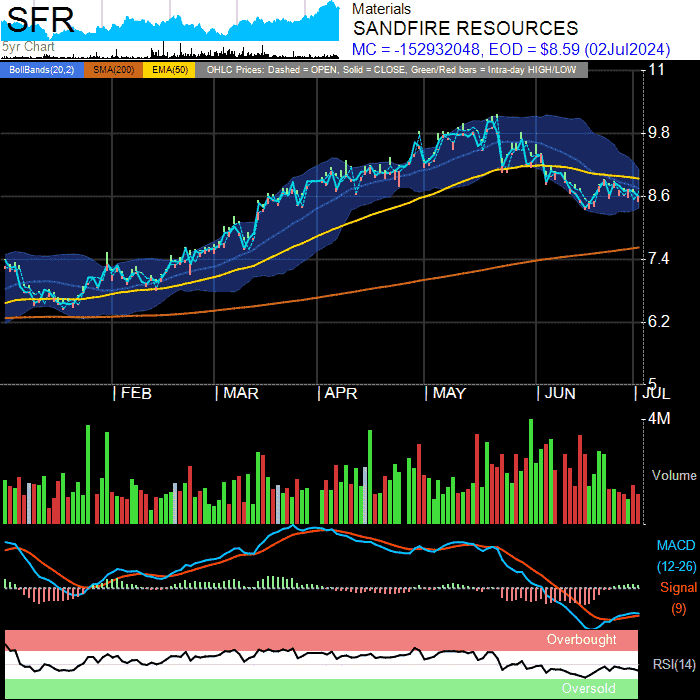 SFR
Materials
SANDFIRE RESOURCES
MC = -152932048, EOD = $8.59 (02Jul2024)
5yr Chart
BollBands(20,2) SMA(200) EMA(50) OHLC Prices: Dashed = OPEN, Solid = CLOSE, Green/Red bars = Intra-day HIGH/LOW
11
9.8
8.6
7.4
6.2
5
FEB MAR APR MAY JUN JUL
4M
Volume
MACD
(12-26)
Signal
(9)
Overbought
RSI(14)
Oversold